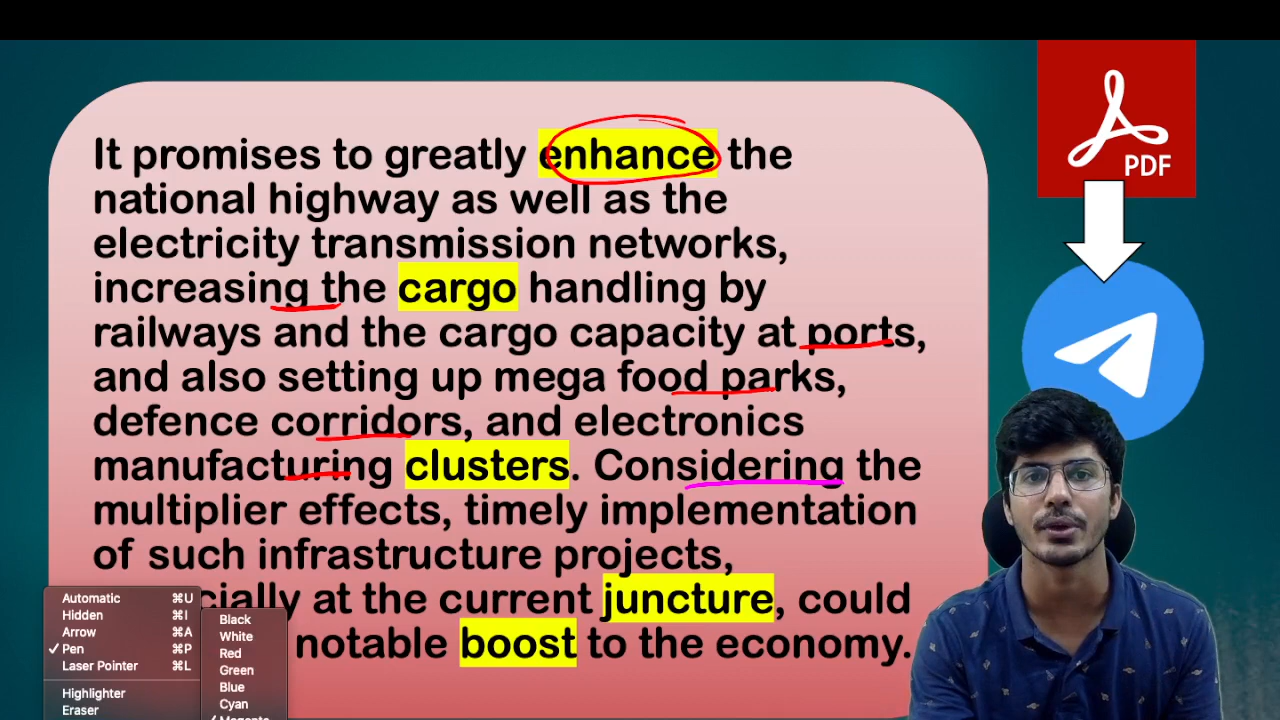 It promises to greatly enhance the
national highway as well as the
electricity transmission networks,
increasing the cargo handling by
railways and the cargo capacity at ports,
and also setting up mega food parks,
defence corridors, and electronics
manufacturing clusters. Considering the
multiplier effects, timely implementation
of such infrastructure projects,
cially at the current juncture, could
notable boost to the economy.
PDF
Automatic ⌘U
Hidden ⌘I
Arrow ⌘A
✓ Pen ⌘P
Laser Pointer ⌘L
Highlighter
Eraser
Black
White
Red
Green
Blue
Cyan
✓ Magenta